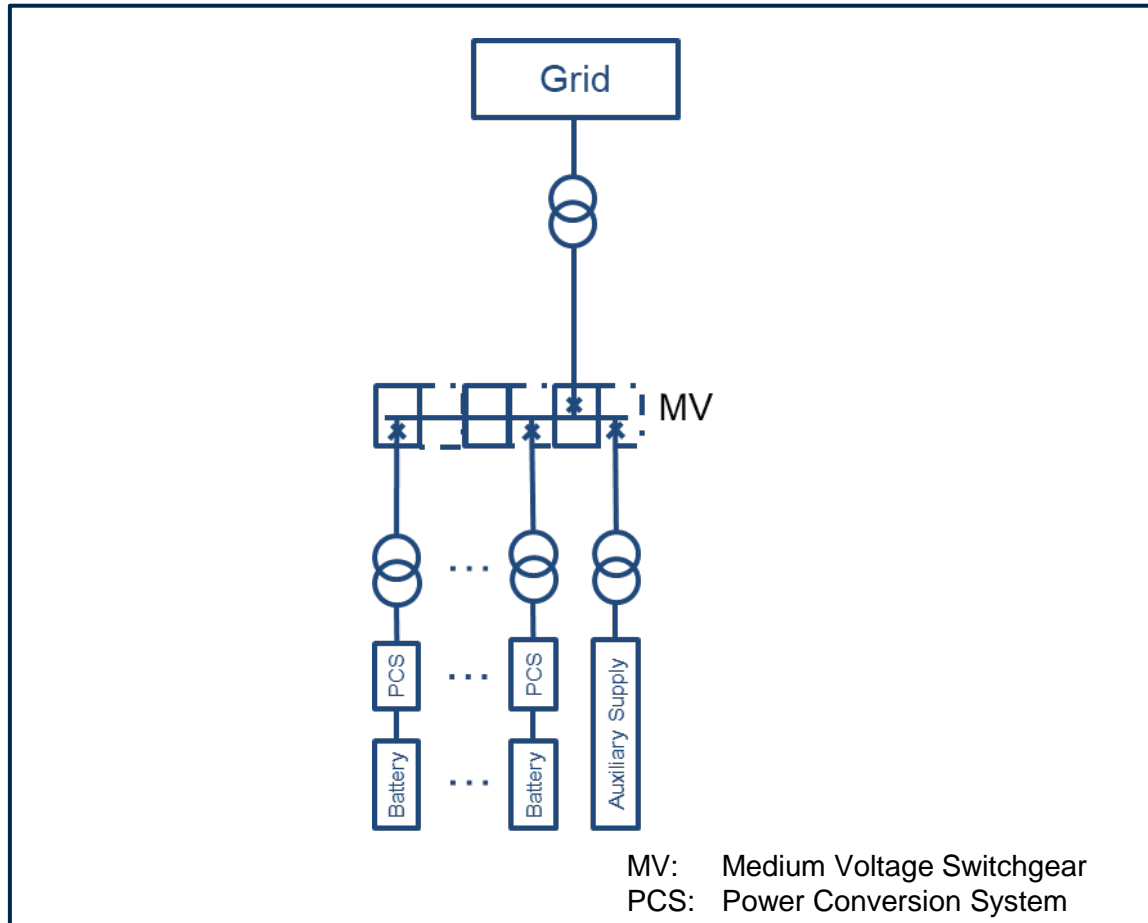 Grid
MV
...
PCS
...
PCS
Auxiliary Supply
Battery
...
Battery
MV: Medium Voltage Switchgear
PCS: Power Conversion System